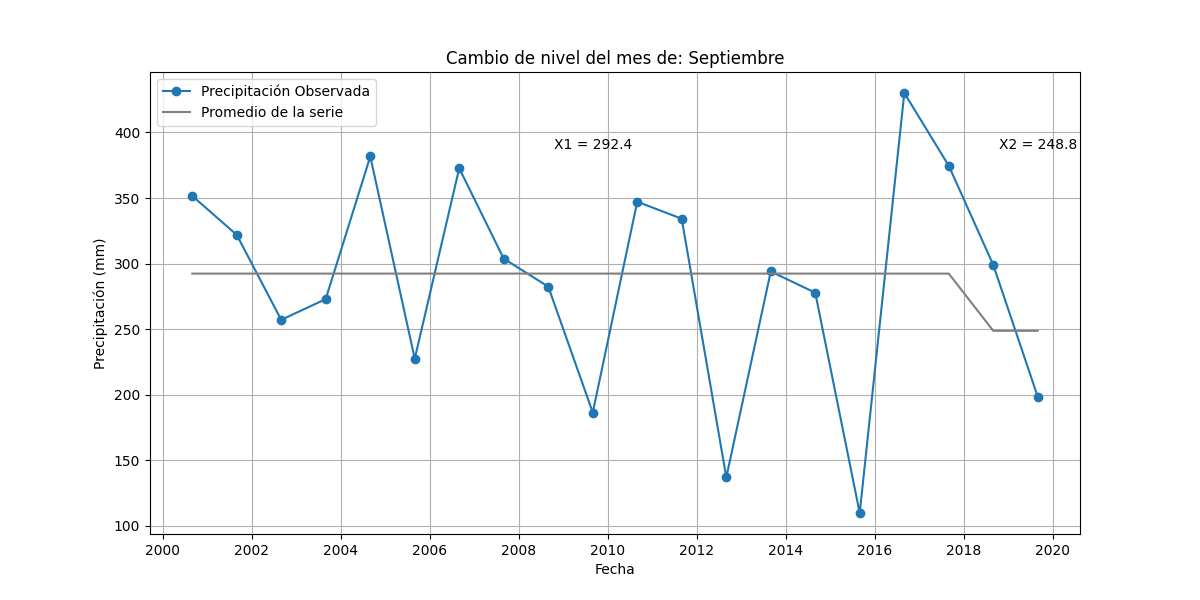 Cambio de nivel del mes de: Septiembre
Precipitación Observada
Promedio de la serie
X1 = 292.4
X2 = 248.8
400
350
300
250
200
150
100
Precipitación (mm)
2000 2002 2004 2006 2008 2010 2012 2014 2016 2018 2020
Fecha